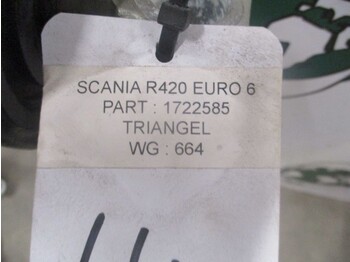 SCANIA R420 EURO 6
PART : 1722585
TRIANGEL
WG : 664